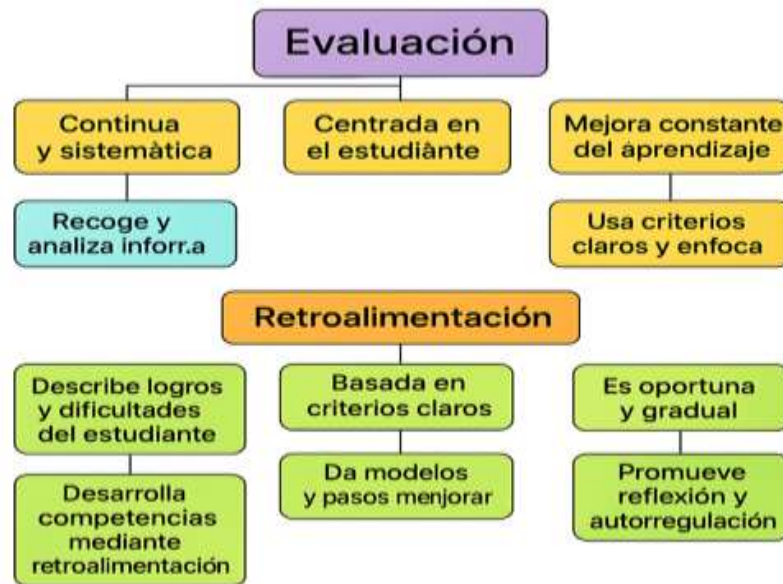 Evaluación
Continua
y sistemàtica
Centrada en
el estudiànte
Mejora constante
del áprendizaje
Recoge y
analiza inforr.a
Usa criterios
claros y enfoca
Retroalimentación
Describe logros
y dificultades
del estudiante
Basada en
criterios claros
Es oportuna
y gradual
Desarrolla
competencias
mediante
retroalimentación
Da modelos
y pasos menjorar
Promueve
reflexión y
autorregulación